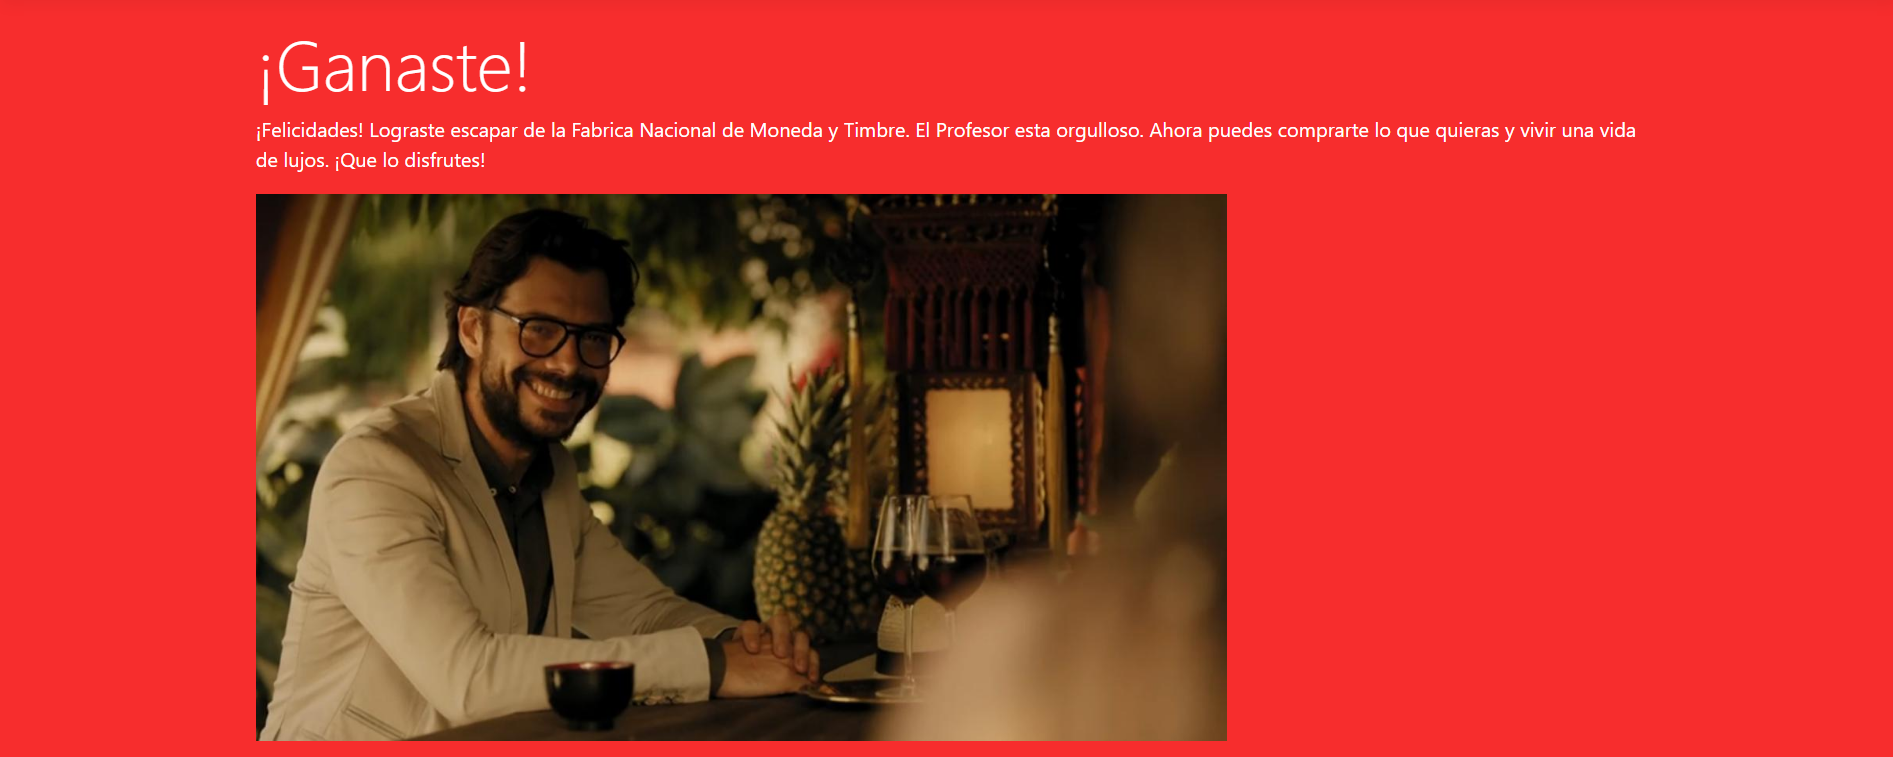 ¡Ganaste!
¡Felicidades! Lograste escapar de la Fabrica Nacional de Moneda y Timbre. El Profesor esta orgulloso. Ahora puedes comprarte lo que quieras y vivir una vida
de lujos. ¡Que lo disfrutes!